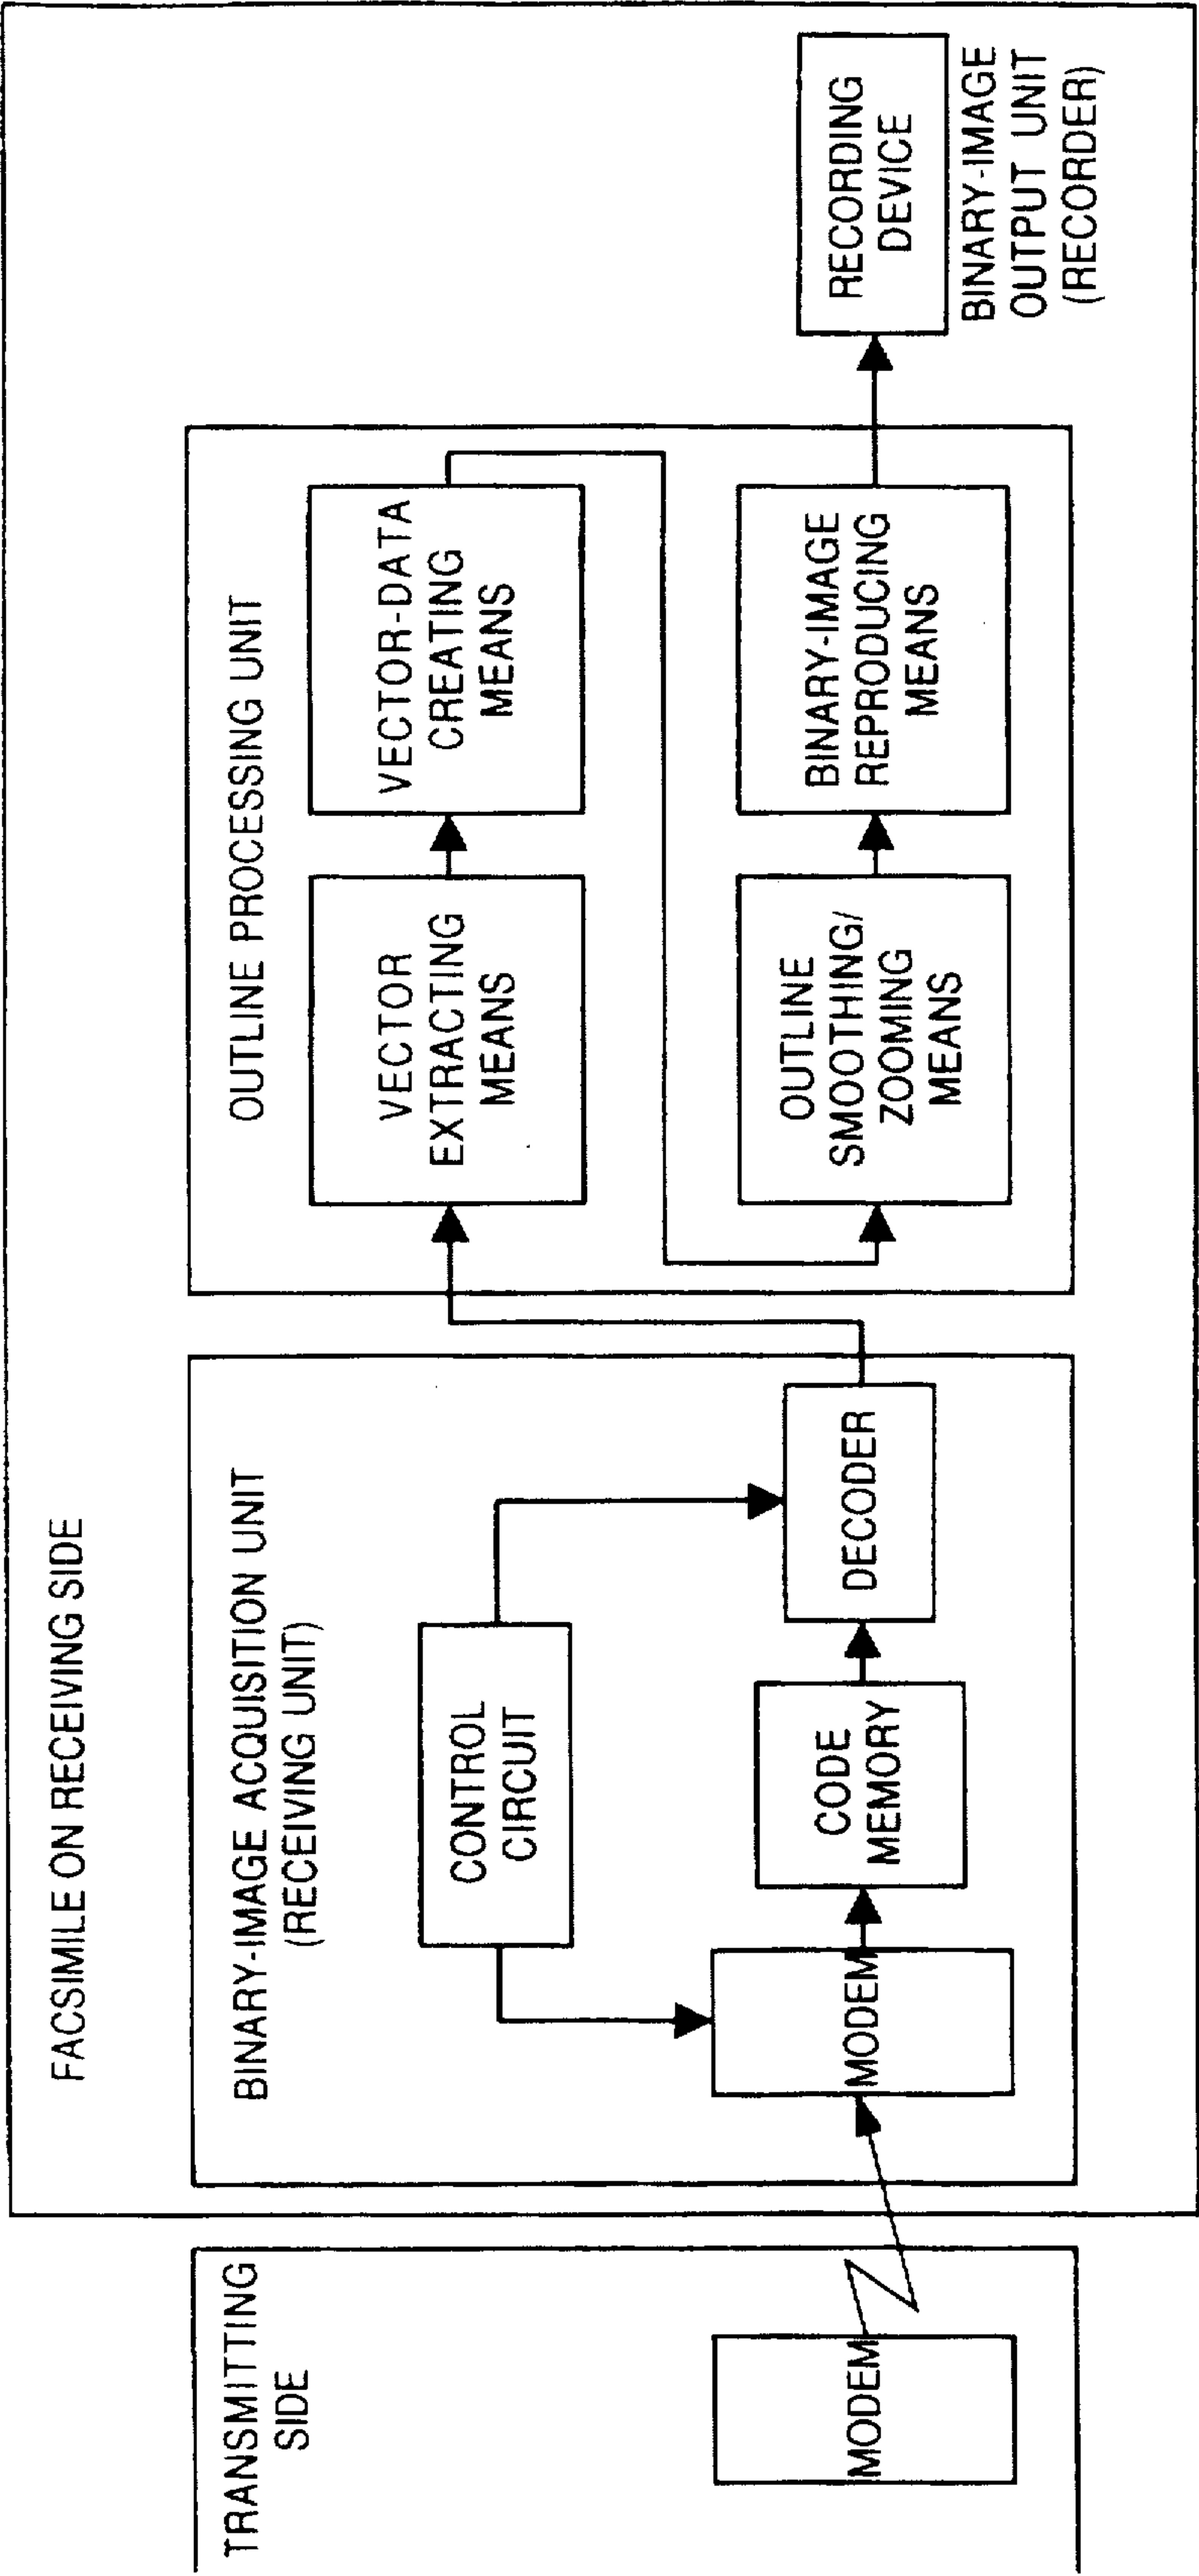 TRANSMITTING
SIDE
MODEM
FACSIMILE ON RECEIVING SIDE
BINARY-IMAGE ACQUISITION UNIT
(RECEIVING UNIT)
CONTROL
CIRCUIT
MODEM
CODE
MEMORY
DECODER
OUTLINE PROCESSING UNIT
VECTOR
EXTRACTING
MEANS
VECTOR-DATA
CREATING
MEANS
OUTLINE
SMOOTHING/
ZOOMING
MEANS
BINARY-IMAGE
REPRODUCING
MEANS
RECORDING
DEVICE
BINARY-IMAGE
OUTPUT UNIT
(RECORDER)